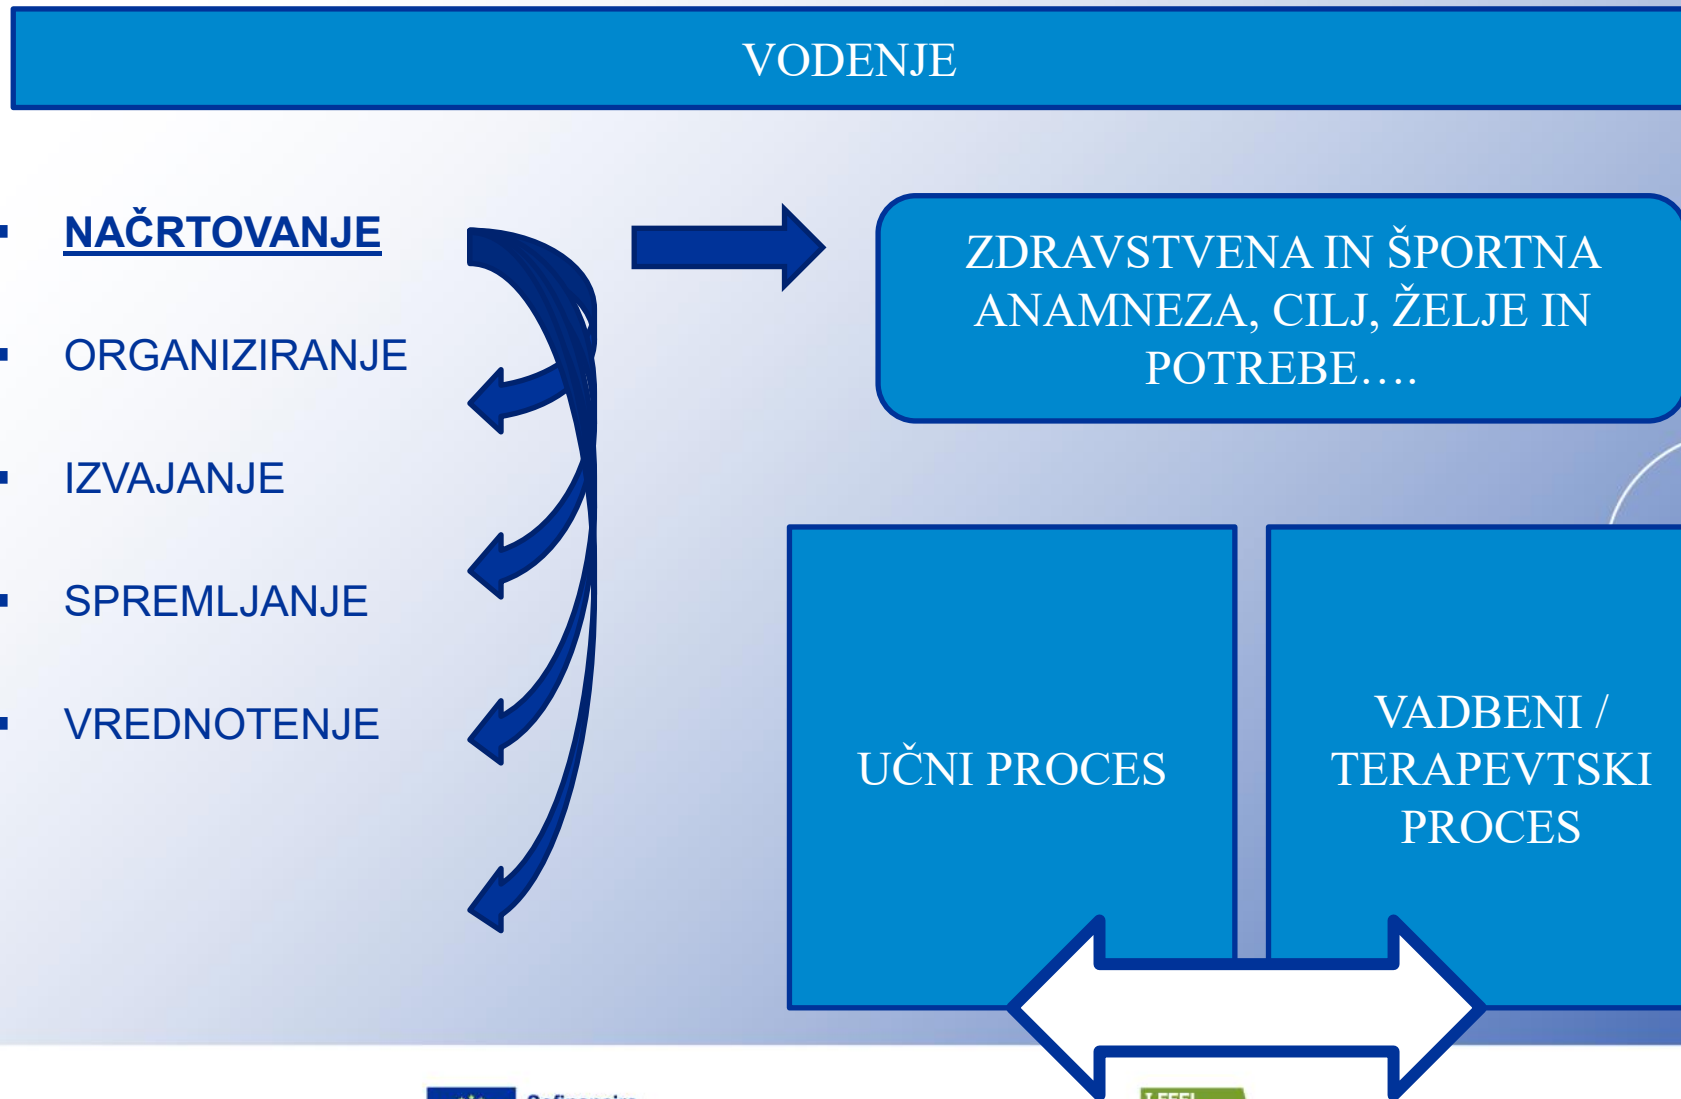 VODENJE
NAČRTOVANJE
ORGANIZIRANJE
IZVAJANJE
SPREMLJANJE
VREDNOTENJE
ZDRAVSTVENA IN ŠPORTNA
ANAMNEZA, CILJ, ŽELJE IN
POTREBE….
UČNI PROCES
VADBENI /
TERAPEVTSKI
PROCES